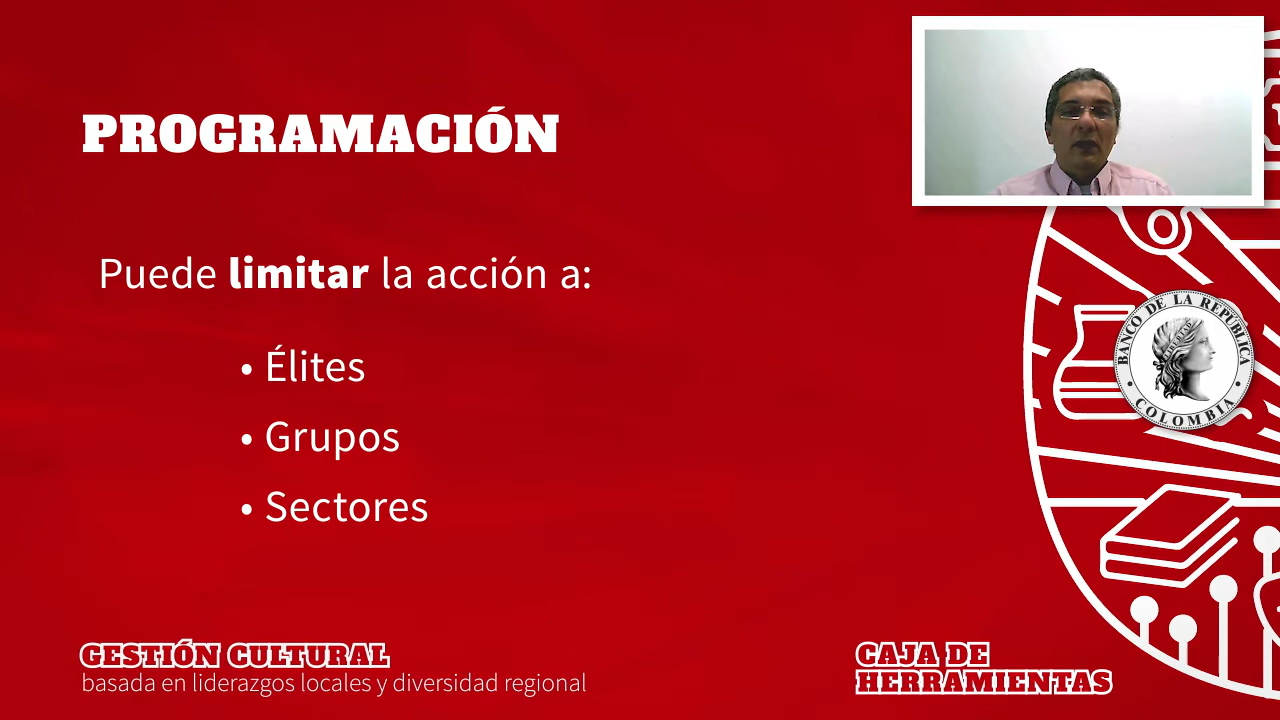 PROGRAMACIÓN
Puede limitar la acción a:
• Élites
• Grupos
• Sectores
BANCO DE LA REPÚBLICA
• COLOMBIA •
GESTIÓN CULTURAL
basada en liderazgos locales y diversidad regional
CAJA DE
HERRAMIENTAS